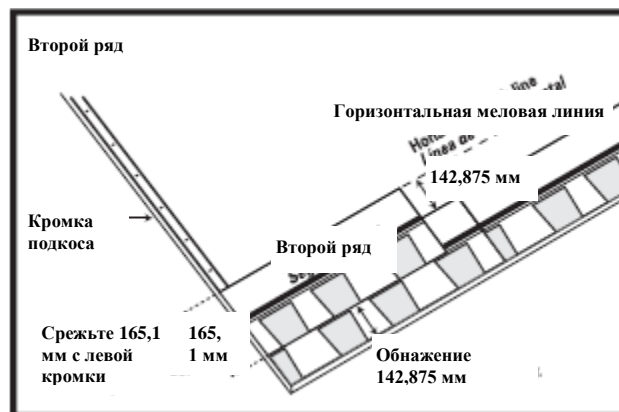 Второй ряд
Горизонтальная меловая линия
142,875 мм
Кромка
подкоса
Второй ряд
Срежьте 165,1
мм с левой
кромки
165,
1 мм
Обнажение
142,875 мм